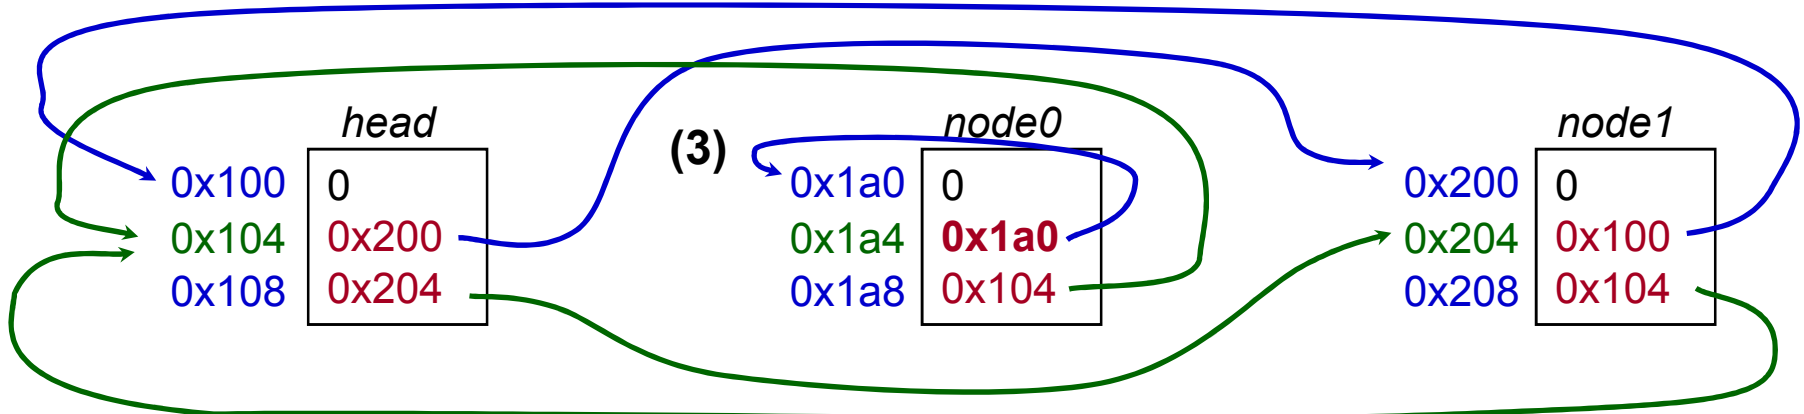 head (3) node0 node1
0x100 0 0x1a0 0 0x200 0
0x104 0x200 0x1a4 0x1a0 0x204 0x100
0x108 0x204 0x1a8 0x104 0x208 0x104